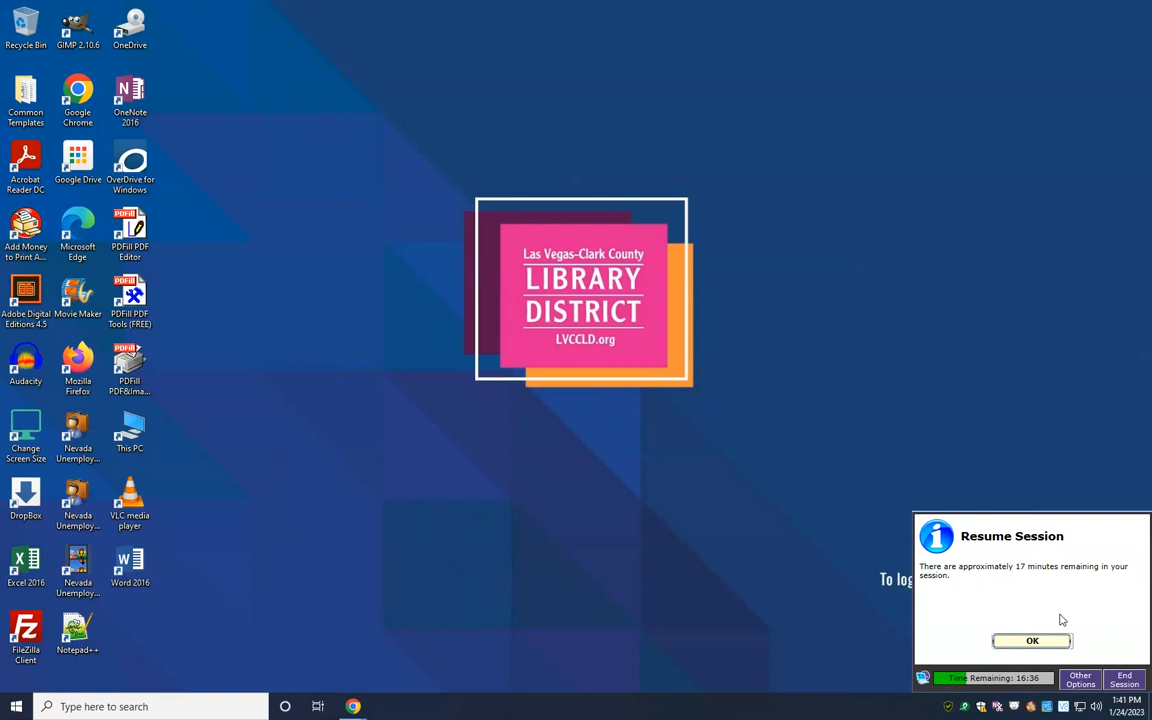 Recycle Bin
GIMP 2.10.6
OneDrive
Common
Templates
Google
Chrome
OneNote
2016
Acrobat
Reader DC
Google Drive
OverDrive for
Windows
Add Money
to Print A...
Microsoft
Edge
PDFill
PDFill PDF
Editor
Adobe Digital
Editions 4.5
Movie Maker
PDFill
PDFill PDF
Tools (FREE)
Audacity
Mozilla
Firefox
PDFill
PDFill
PDF&Ima...
Change
Screen Size
Nevada
Unemploy...
This PC
DropBox
Nevada
Unemploy...
VLC media
player
Excel 2016
Nevada
Unemploy...
Word 2016
FileZilla
Client
Notepad++
Las Vegas-Clark County
LIBRARY
DISTRICT
LVCCLD.org
To log
Resume Session
There are approximately 17 minutes remaining in your
session.
OK
Time Remaining: 16:36
Other
Options
End
Session
Type here to search
1:41 PM
1/24/2023